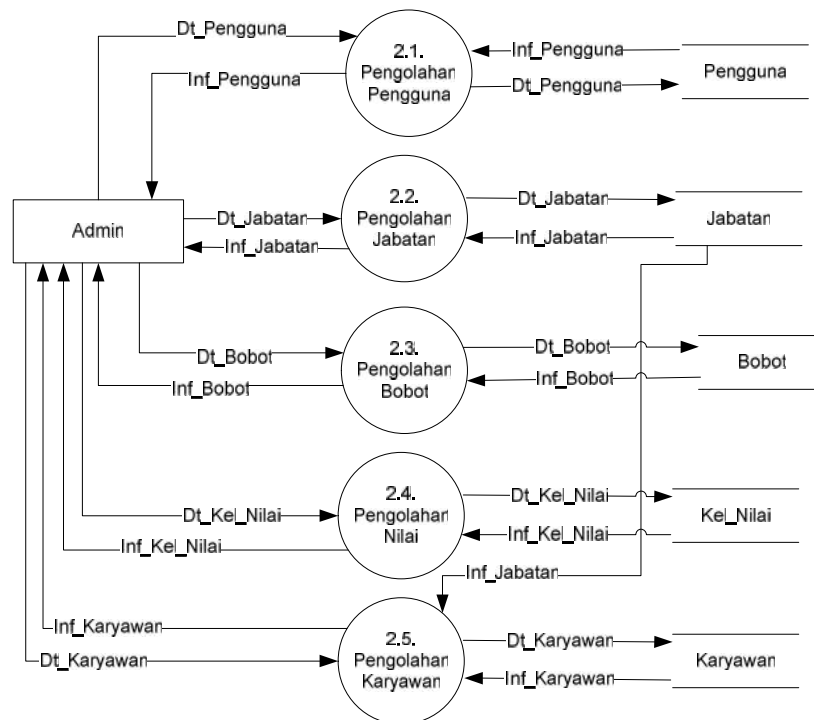 Dt_Pengguna
Inf_Pengguna
2.1.
Pengolahan
Pengguna
Inf_Pengguna
Dt_Pengguna
Pengguna
Admin
Dt_Jabatan
Inf_Jabatan
2.2.
Pengolahan
Jabatan
Dt_Jabatan
Inf_Jabatan
Jabatan
Dt_Bobot
Inf_Bobot
2.3.
Pengolahan
Bobot
Dt_Bobot
Inf_Bobot
Bobot
Dt_Kel_Nilai
Inf_Kel_Nilai
2.4.
Pengolahan
Nilai
Dt_Kel_Nilai
Inf_Kel_Nilai
Kel_Nilai
Inf_Jabatan
Inf_Karyawan
Dt_Karyawan
2.5.
Pengolahan
Karyawan
Dt_Karyawan
Inf_Karyawan
Karyawan